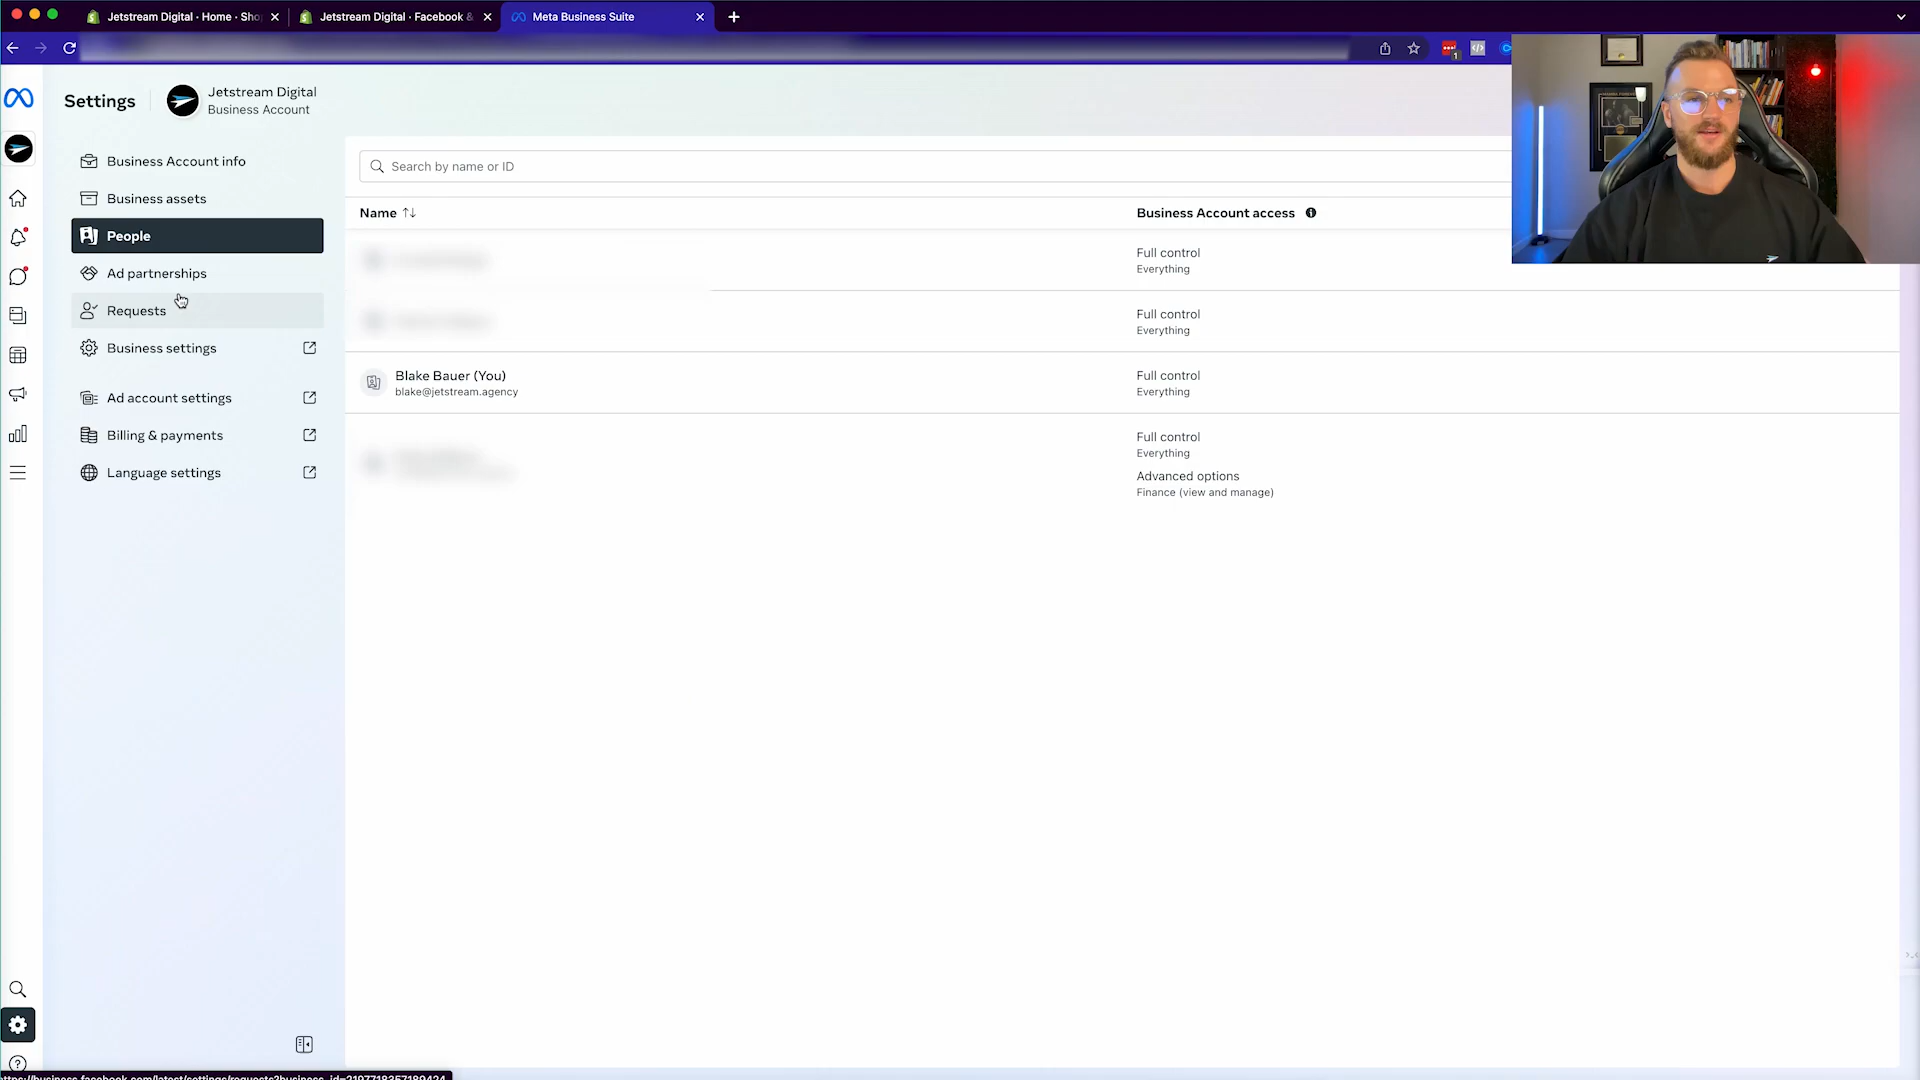 Jetstream Digital · Home · Sho
Jetstream Digital · Facebook &
Meta Business Suite
1
Settings
Jetstream Digital
Business Account
Business Account info
Business assets
People
Ad partnerships
Requests
Business settings
Ad account settings
Billing & payments
Language settings
Search by name or ID
Name
Business Account access
Full control
Everything
Full control
Everything
Blake Bauer (You)
blake@jetstream.agency
Full control
Everything
Full control
Everything
Advanced options
Finance (view and manage)